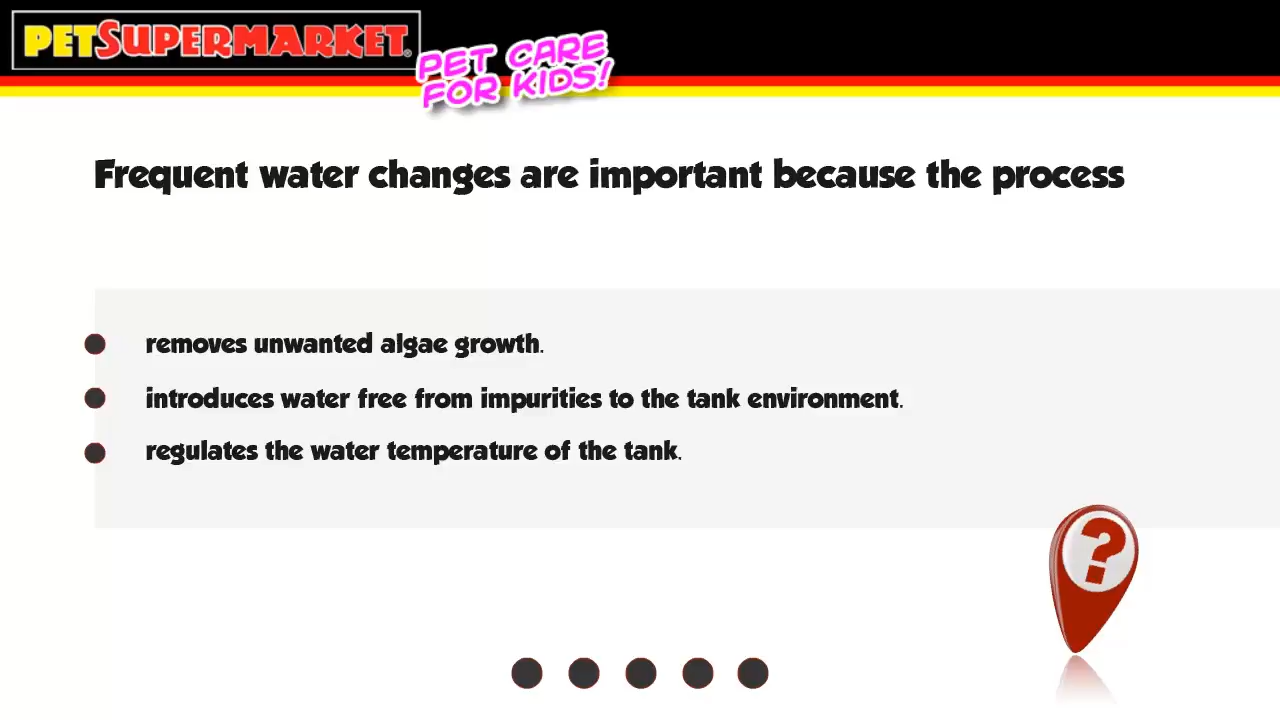 PETSUPERMARKET®
PET CARE
FOR KIDS!
Frequent water changes are important because the process
removes unwanted algae growth.
introduces water free from impurities to the tank environment.
regulates the water temperature of the tank.
?